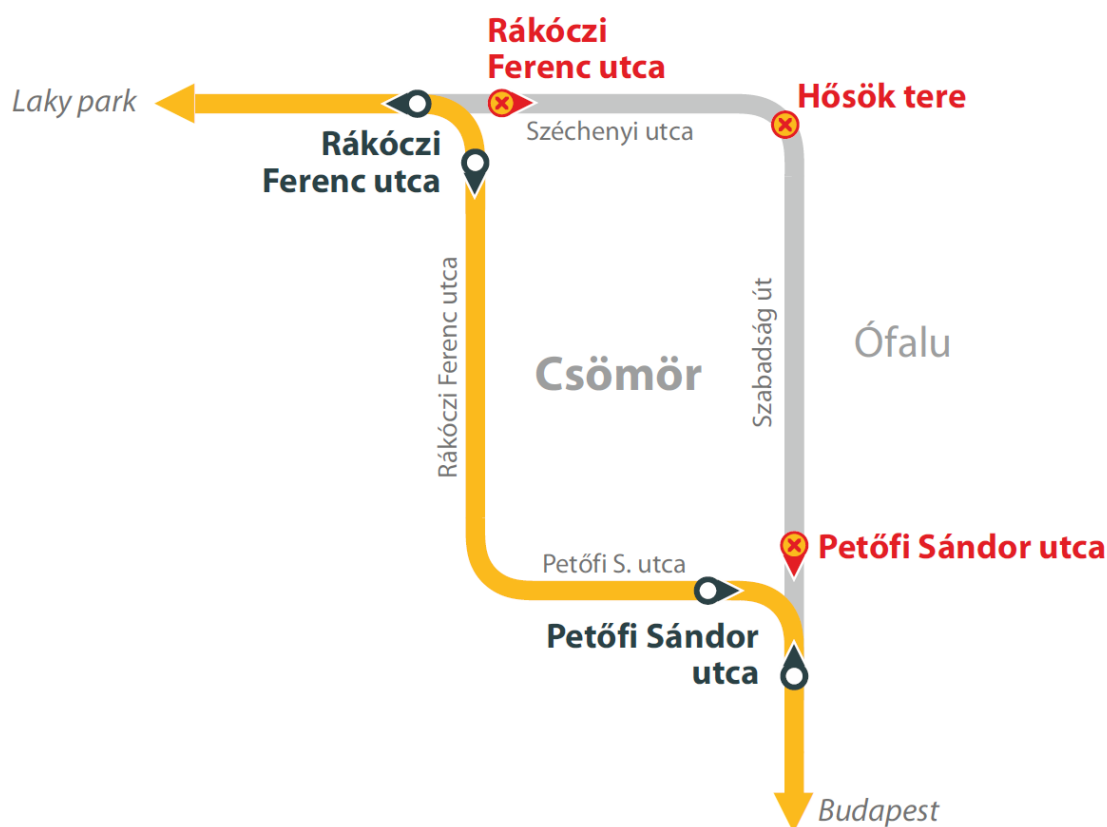 Rákóczi
Ferenc utca
Laky park
Hősök tere
Széchenyi utca
Rákóczi
Ferenc utca
Rákóczi Ferenc utca
Csömör
Szabadság út
Ófalu
Petőfi Sándor utca
Petőfi S. utca
Petőfi Sándor
utca
Budapest